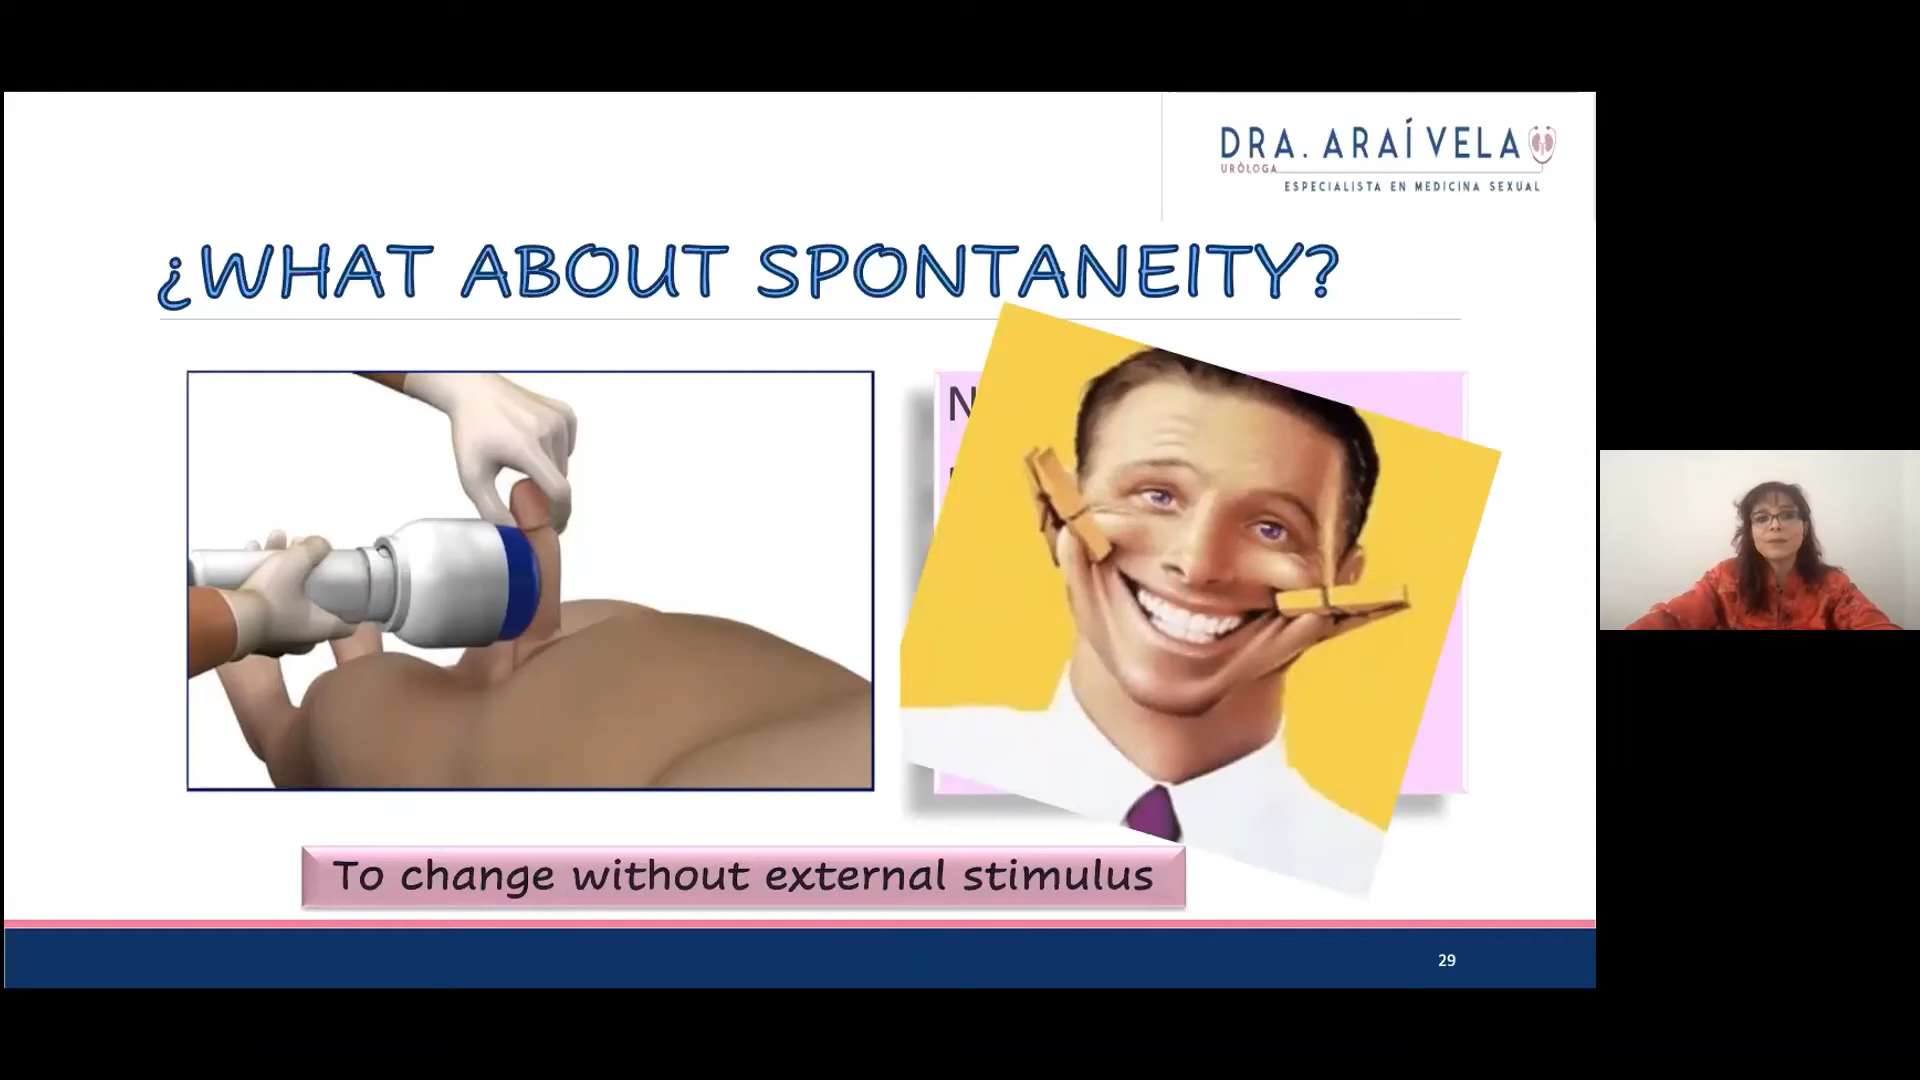 DRA. ARAÍ VELA
URÓLOGA
ESPECIALISTA EN MEDICINA SEXUAL
¿WHAT ABOUT SPONTANEITY?
N
To change without external stimulus
29